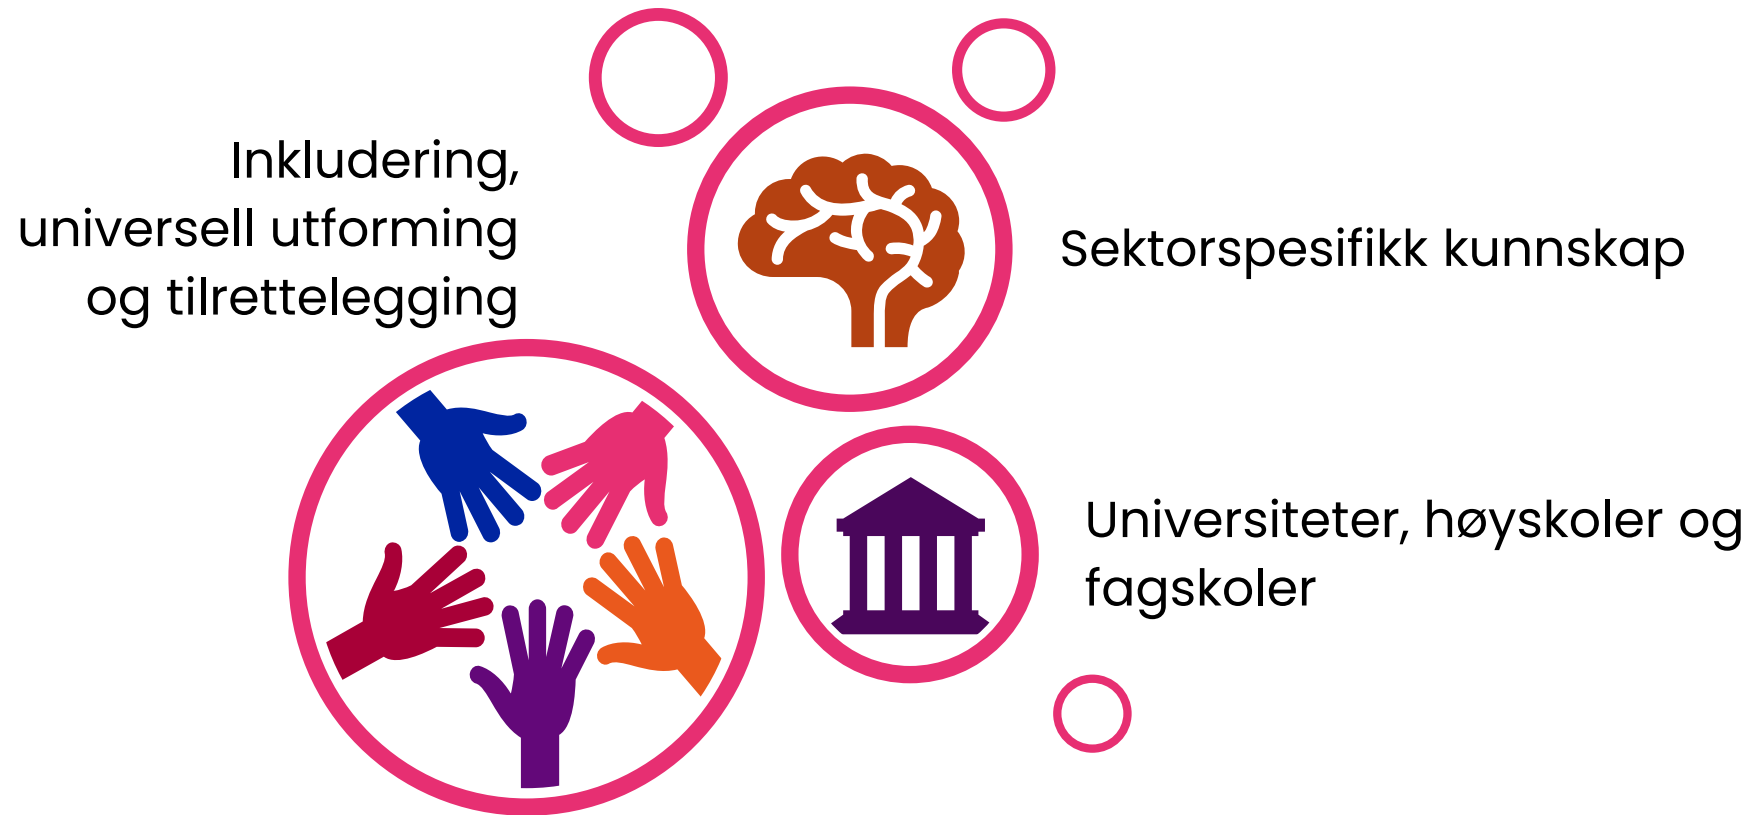 Inkludering,
universell utforming
og tilrettelegging
Sektorspesifikk kunnskap
Universiteter, høyskoler og
fagskoler